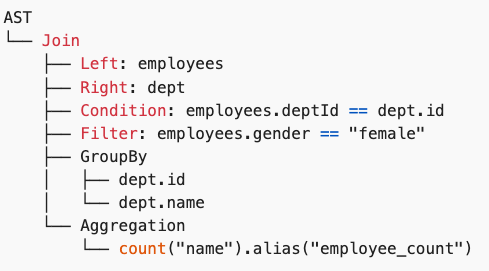 AST
└── Join
    ├── Left: employees
    ├── Right: dept
    ├── Condition: employees.deptId == dept.id
    ├── Filter: employees.gender == "female"
    ├── GroupBy
    │   ├── dept.id
    │   └── dept.name
    └── Aggregation
        └── count("name").alias("employee_count")